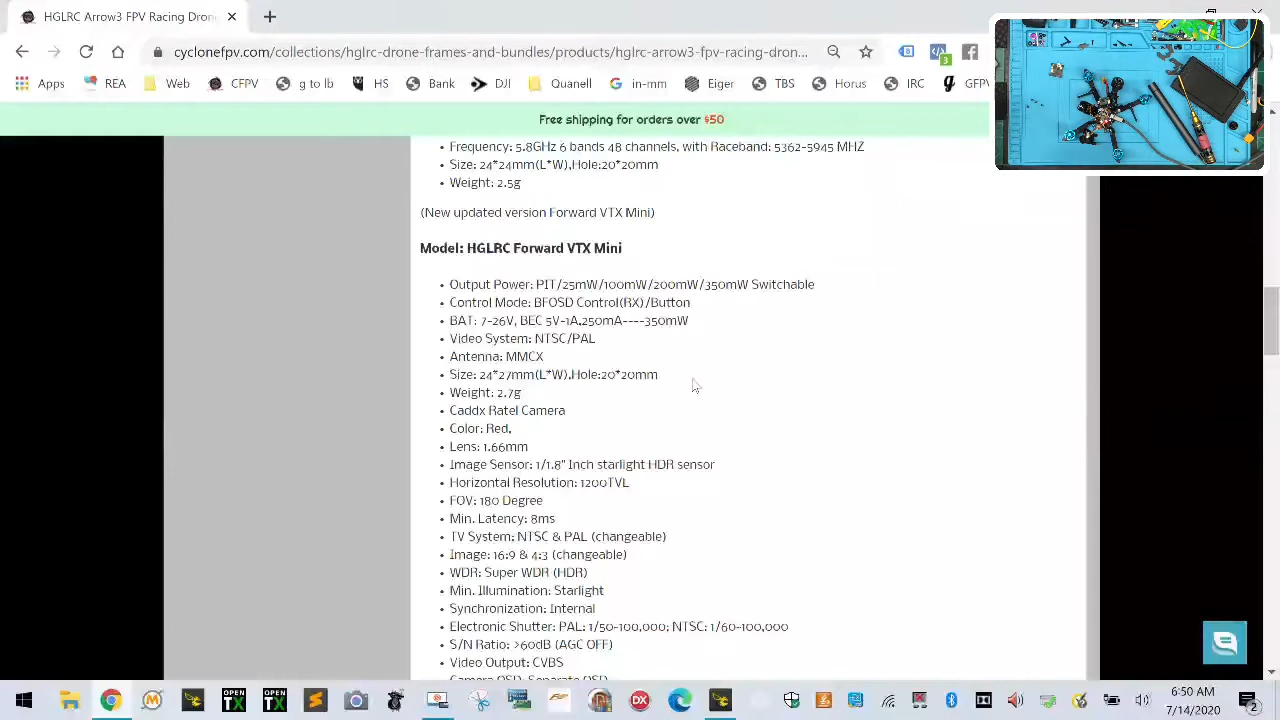 HGLRC Arrow3 FPV Racing Dron
cyclonefpv.com/collections/hglrc-drone-frames-motors-bundles/products/hglrc-arrow3-fpv-racing-dron...
Apps
REA
Web
CFPV
5 to lb
HS
Bank
DJI
Quadall
in-mm
Eiger
TBS
Horus
IRC
GFPV
Free shipping for orders over $50
• Frequency: 5.8GHz 6 bands 48 channels, with Raceband: 5362-5945 MHZ
• Size: 24*24mm(L*W),Hole:20*20mm
• Weight: 2.5g
(New updated version Forward VTX Mini)
Model: HGLRC Forward VTX Mini
• Output Power: PIT/25mW/100mW/200mW/350mW Switchable
• Control Mode: BFOSD Control(RX)/Button
• BAT: 7-26V, BEC 5V-1A,250mA----350mW
• Video System: NTSC/PAL
• Antenna: MMCX
• Size: 24*27mm(L*W),Hole:20*20mm
• Weight: 2.7g
• Caddx Ratel Camera
• Color: Red,
• Lens: 1.66mm
• Image Sensor: 1/1.8" Inch starlight HDR sensor
• Horizontal Resolution: 1200TVL
• FOV: 180 Degree
• Min. Latency: 8ms
• TV System: NTSC & PAL (changeable)
• Image: 16:9 & 4:3 (changeable)
• WDR: Super WDR (HDR)
• Min. Illumination: Starlight
• Synchronization: Internal
• Electronic Shutter: PAL: 1/50-100,000; NTSC: 1/60-100,000
• S/N Ratio: >60dB (AGC OFF)
• Video Output: CVBS
6:50 AM
7/14/2020